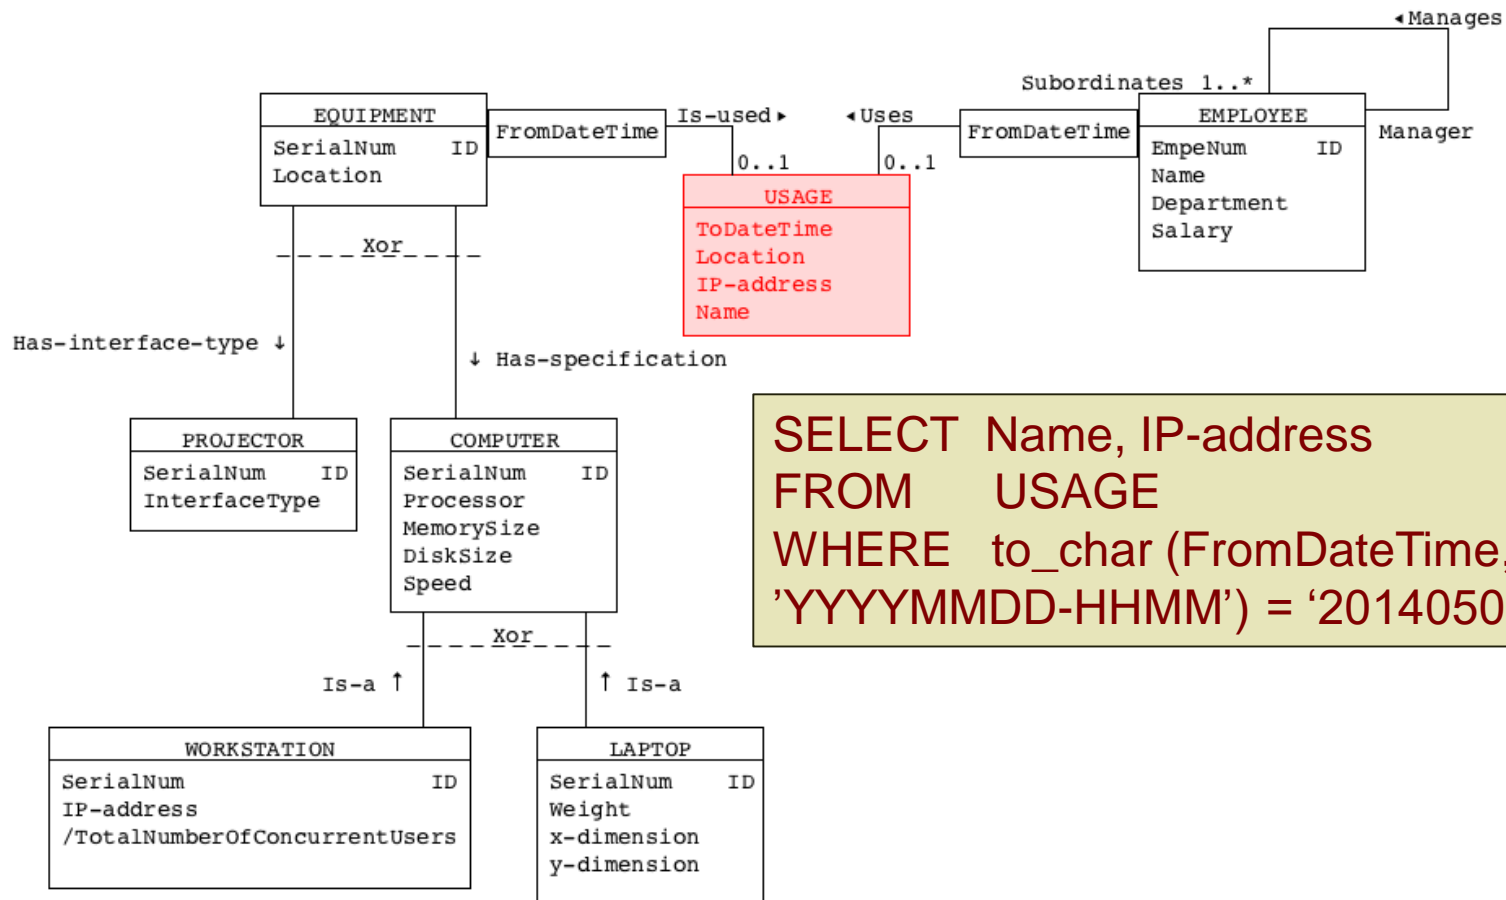 ◂Manages
Subordinates 1..*
Manager
EMPLOYEE
EmpeNum ID
Name
Department
Salary
FromDateTime
◂Uses
0..1
EQUIPMENT
SerialNum ID
Location
FromDateTime
Is-used▸
0..1
USAGE
ToDateTime
Location
IP-address
Name
Xor
Has-interface-type ↓
↓ Has-specification
PROJECTOR
SerialNum ID
InterfaceType
COMPUTER
SerialNum ID
Processor
MemorySize
DiskSize
Speed
SELECT Name, IP-address
FROM USAGE
WHERE to_char (FromDateTime,
’YYYYMMDD-HHMM’) = ‘2014050
Xor
Is-a ↑
↑ Is-a
WORKSTATION
SerialNum ID
IP-address
/TotalNumberOfConcurrentUsers
LAPTOP
SerialNum ID
Weight
x-dimension
y-dimension